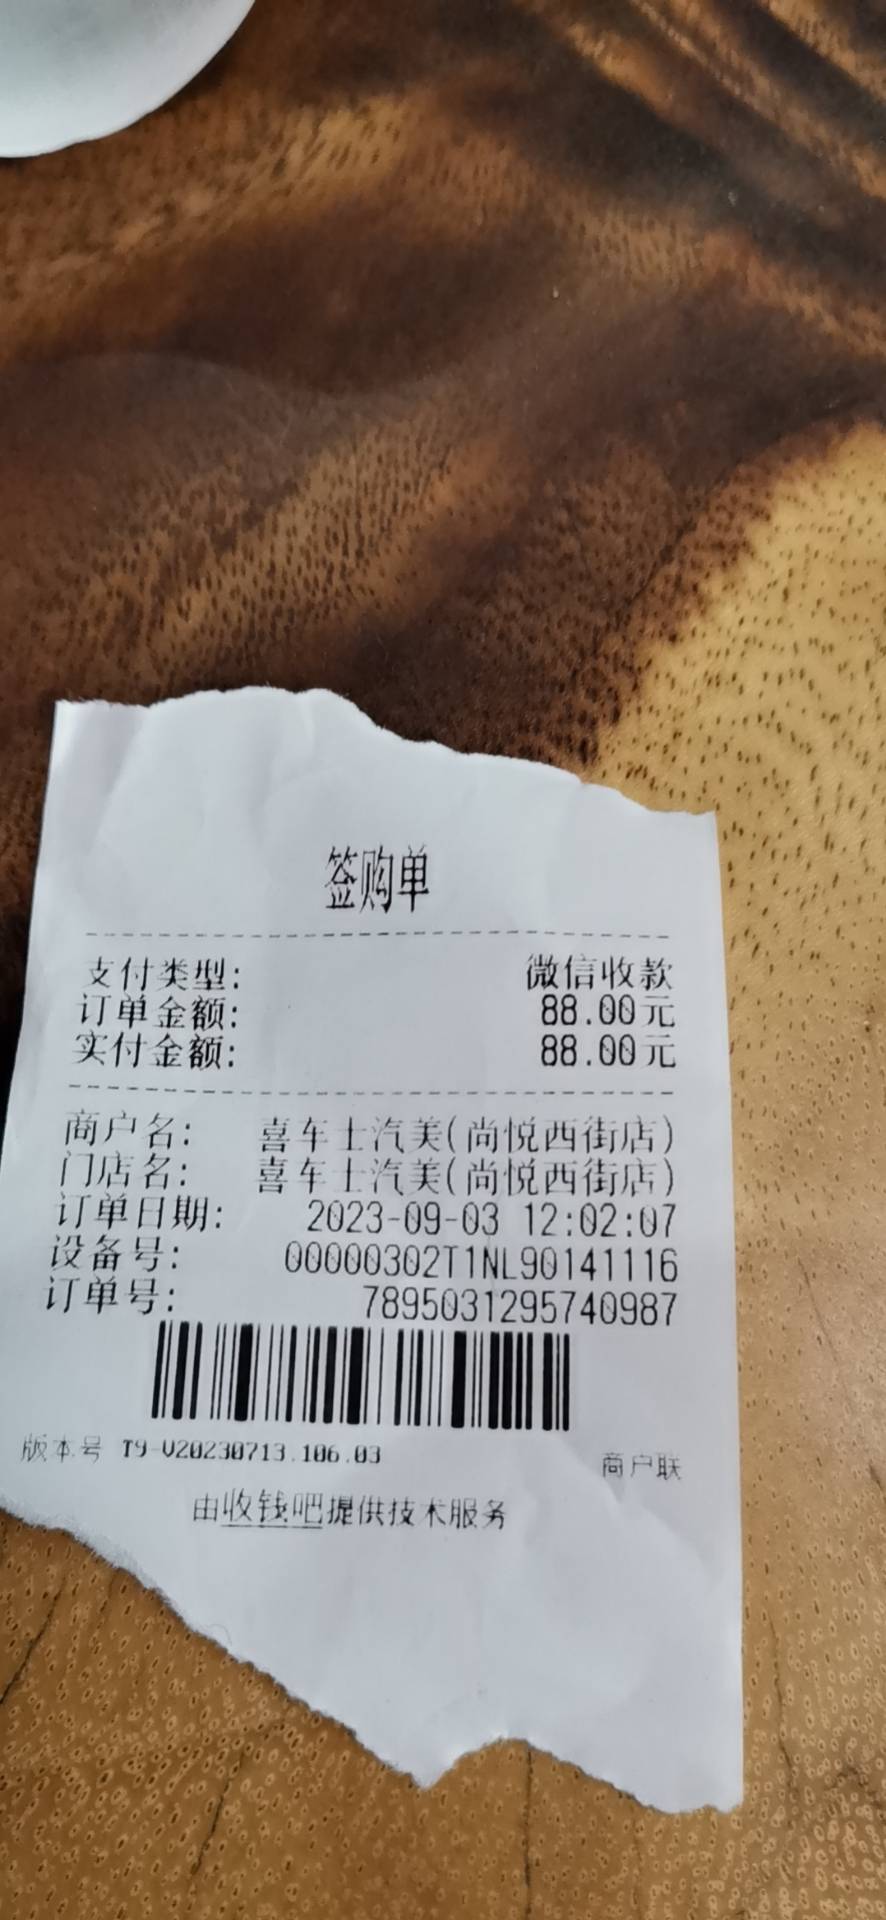 签购单
支付类型: 微信收款
订单金额: 88.00元
实付金额: 88.00元
商户名: 喜车士汽美(尚悦西街店)
门店名: 喜车士汽美(尚悦西街店)
订单日期: 2023-09-03 12:02:07
设备号: 00000302T1NL90141116
订单号: 7895031295740987
版本号 T9-V20230713.106.03 商户联
由收钱吧提供技术服务